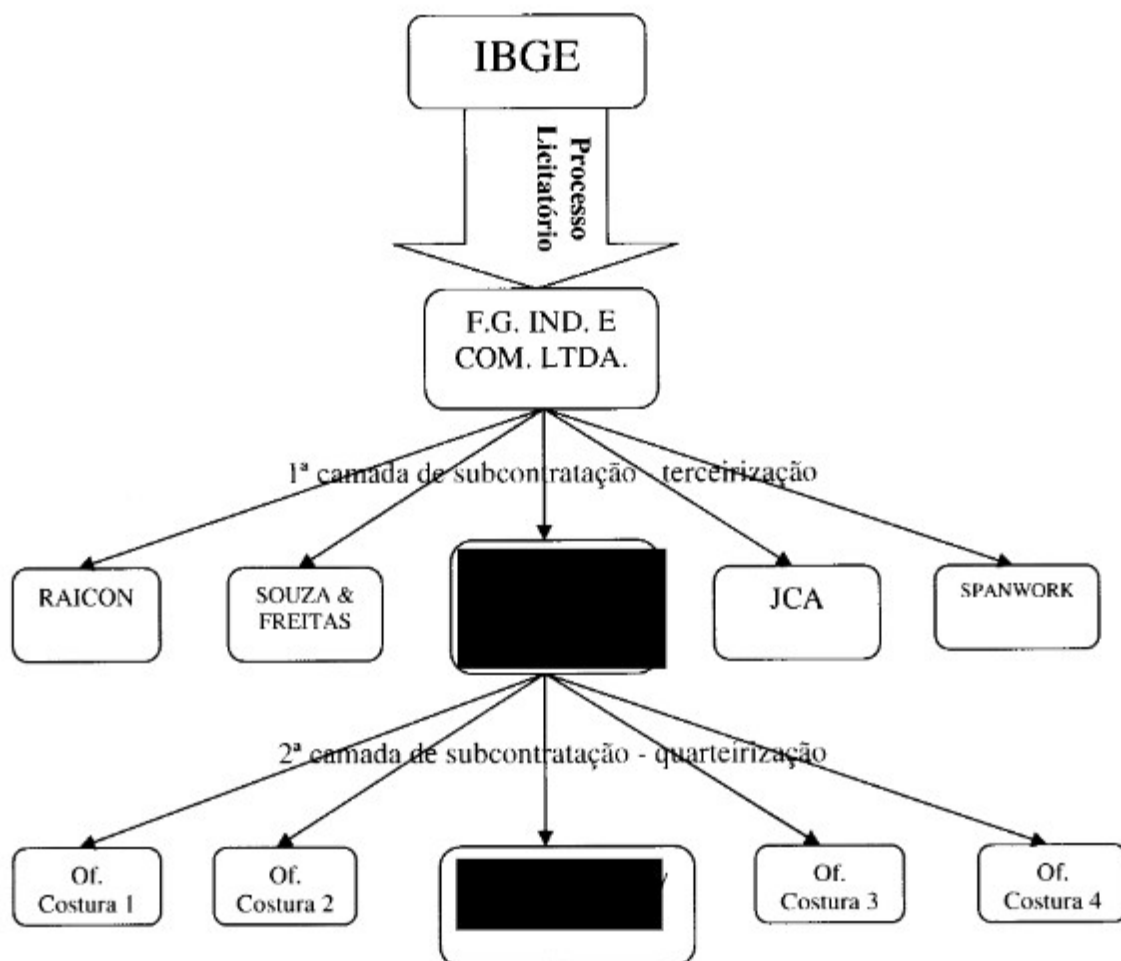 IBGE
Processo
Licitatório
F.G. IND. E
COM. LTDA.
1ª camada de subcontratação - terceirização
RAICON
SOUZA &
FREITAS
JCA
SPANWORK
2ª camada de subcontratação - quarteirização
Of.
Costura 1
Of.
Costura 2
Of.
Costura 3
Of.
Costura 4